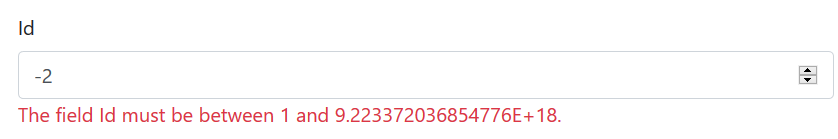 Id
-2
The field Id must be between 1 and 9.223372036854776E+18.